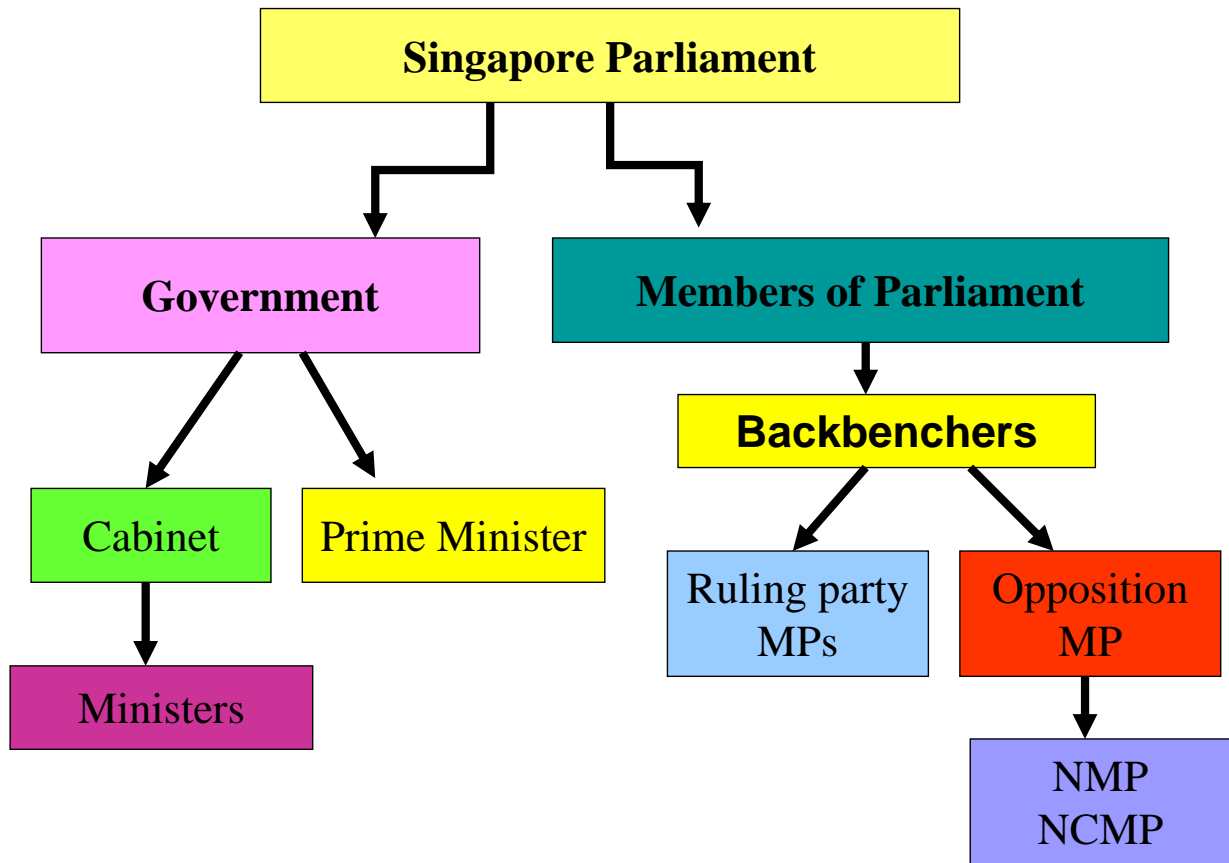 Singapore Parliament
Government
Members of Parliament
Backbenchers
Cabinet
Prime Minister
Ruling party
MPs
Opposition
MP
Ministers
NMP
NCMP